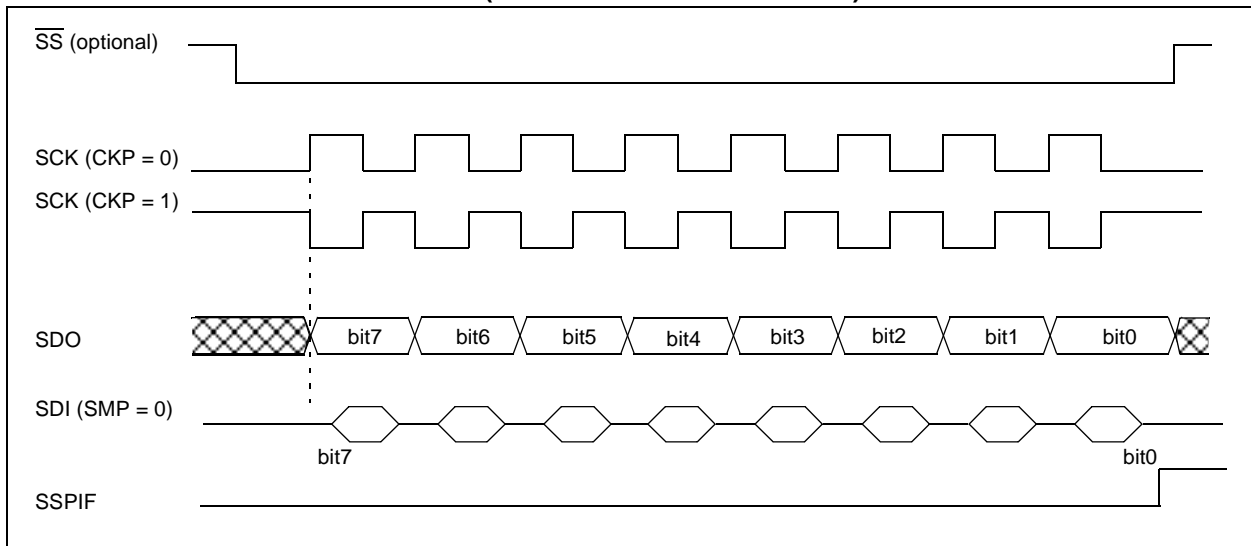 SS (optional)
SCK (CKP = 0)
SCK (CKP = 1)
SDO bit7 bit6 bit5 bit4 bit3 bit2 bit1 bit0
SDI (SMP = 0)
bit7 bit0
SSPIF